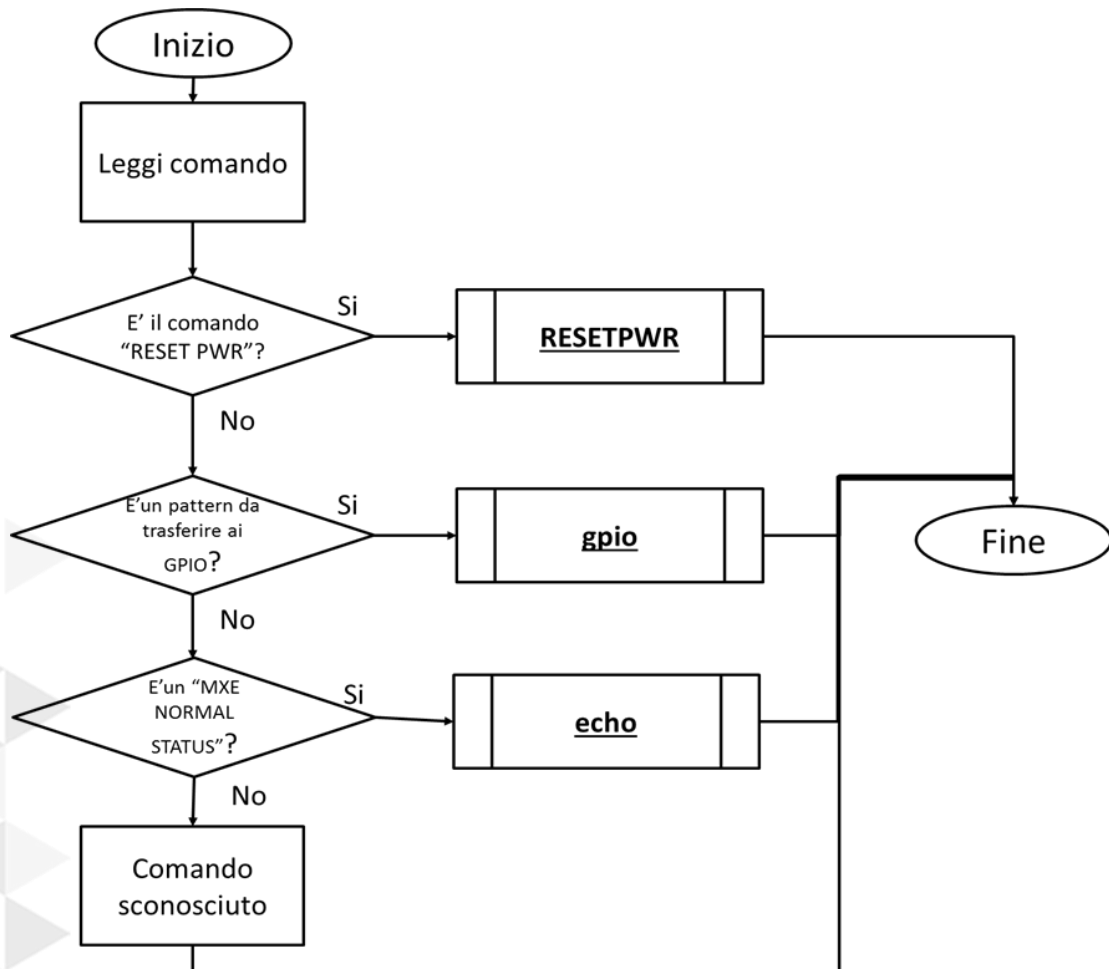 Inizio
Leggi comando
E' il comando
"RESET PWR"?
Si
RESETPWR
No
E'un pattern da
trasferire ai
GPIO?
Si
gpio
Fine
No
E'un "MXE
NORMAL
STATUS"?
Si
echo
No
Comando
sconosciuto